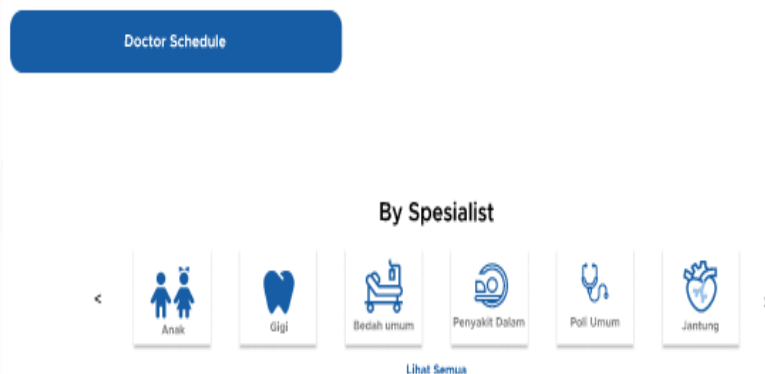 Doctor Schedule
By Spesialist
<
Anak
Gigi
Bedah umum
Penyakit Dalam
Poli Umum
Jantung
Lihat Semua